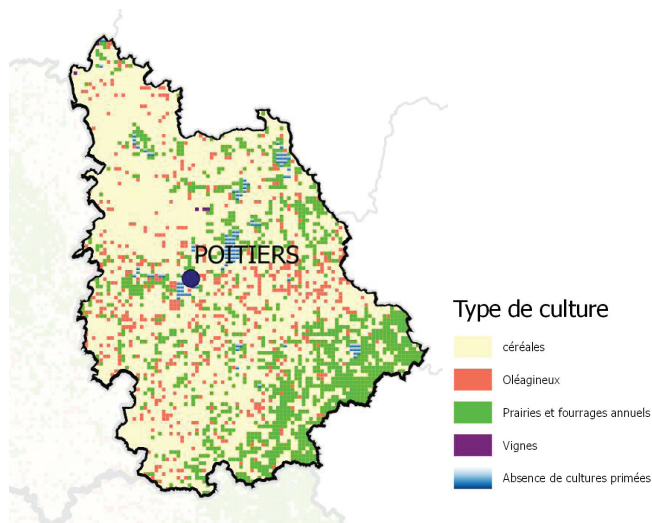 POITIERS
Type de culture
céréales
Oléagineux
Prairies et fourrages annuels
Vignes
Absence de cultures primées